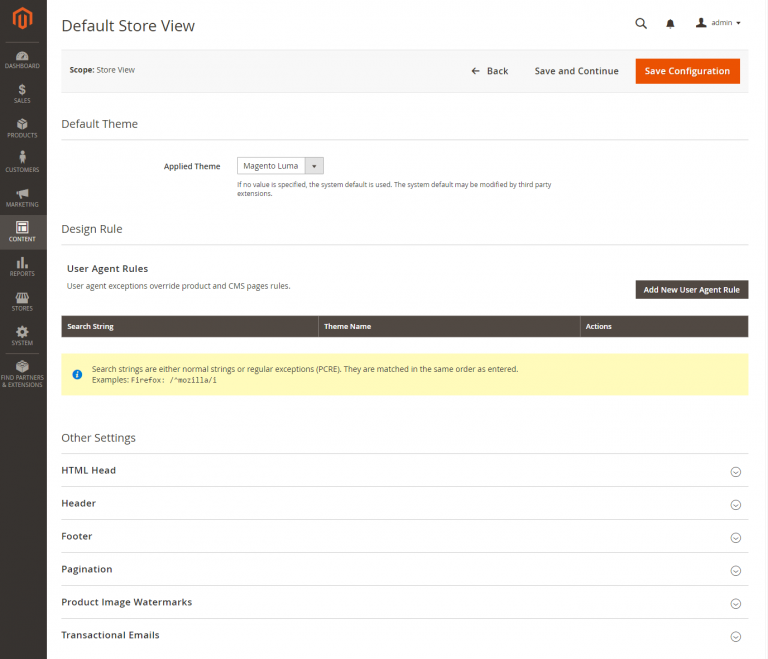 Default Store View
admin
DASHBOARD
SALES
PRODUCTS
CUSTOMERS
MARKETING
CONTENT
REPORTS
STORES
SYSTEM
FIND PARTNERS
& EXTENSIONS
Scope: Store View
Back
Save and Continue
Save Configuration
Default Theme
Applied Theme
Magento Luma
If no value is specified, the system default is used. The system default may be modified by third party
extensions.
Design Rule
User Agent Rules
User agent exceptions override product and CMS pages rules.
Add New User Agent Rule
Search String
Theme Name
Actions
Search strings are either normal strings or regular exceptions (PCRE). They are matched in the same order as entered.
Examples: Firefox: /^mozilla/i
Other Settings
HTML Head
Header
Footer
Pagination
Product Image Watermarks
Transactional Emails